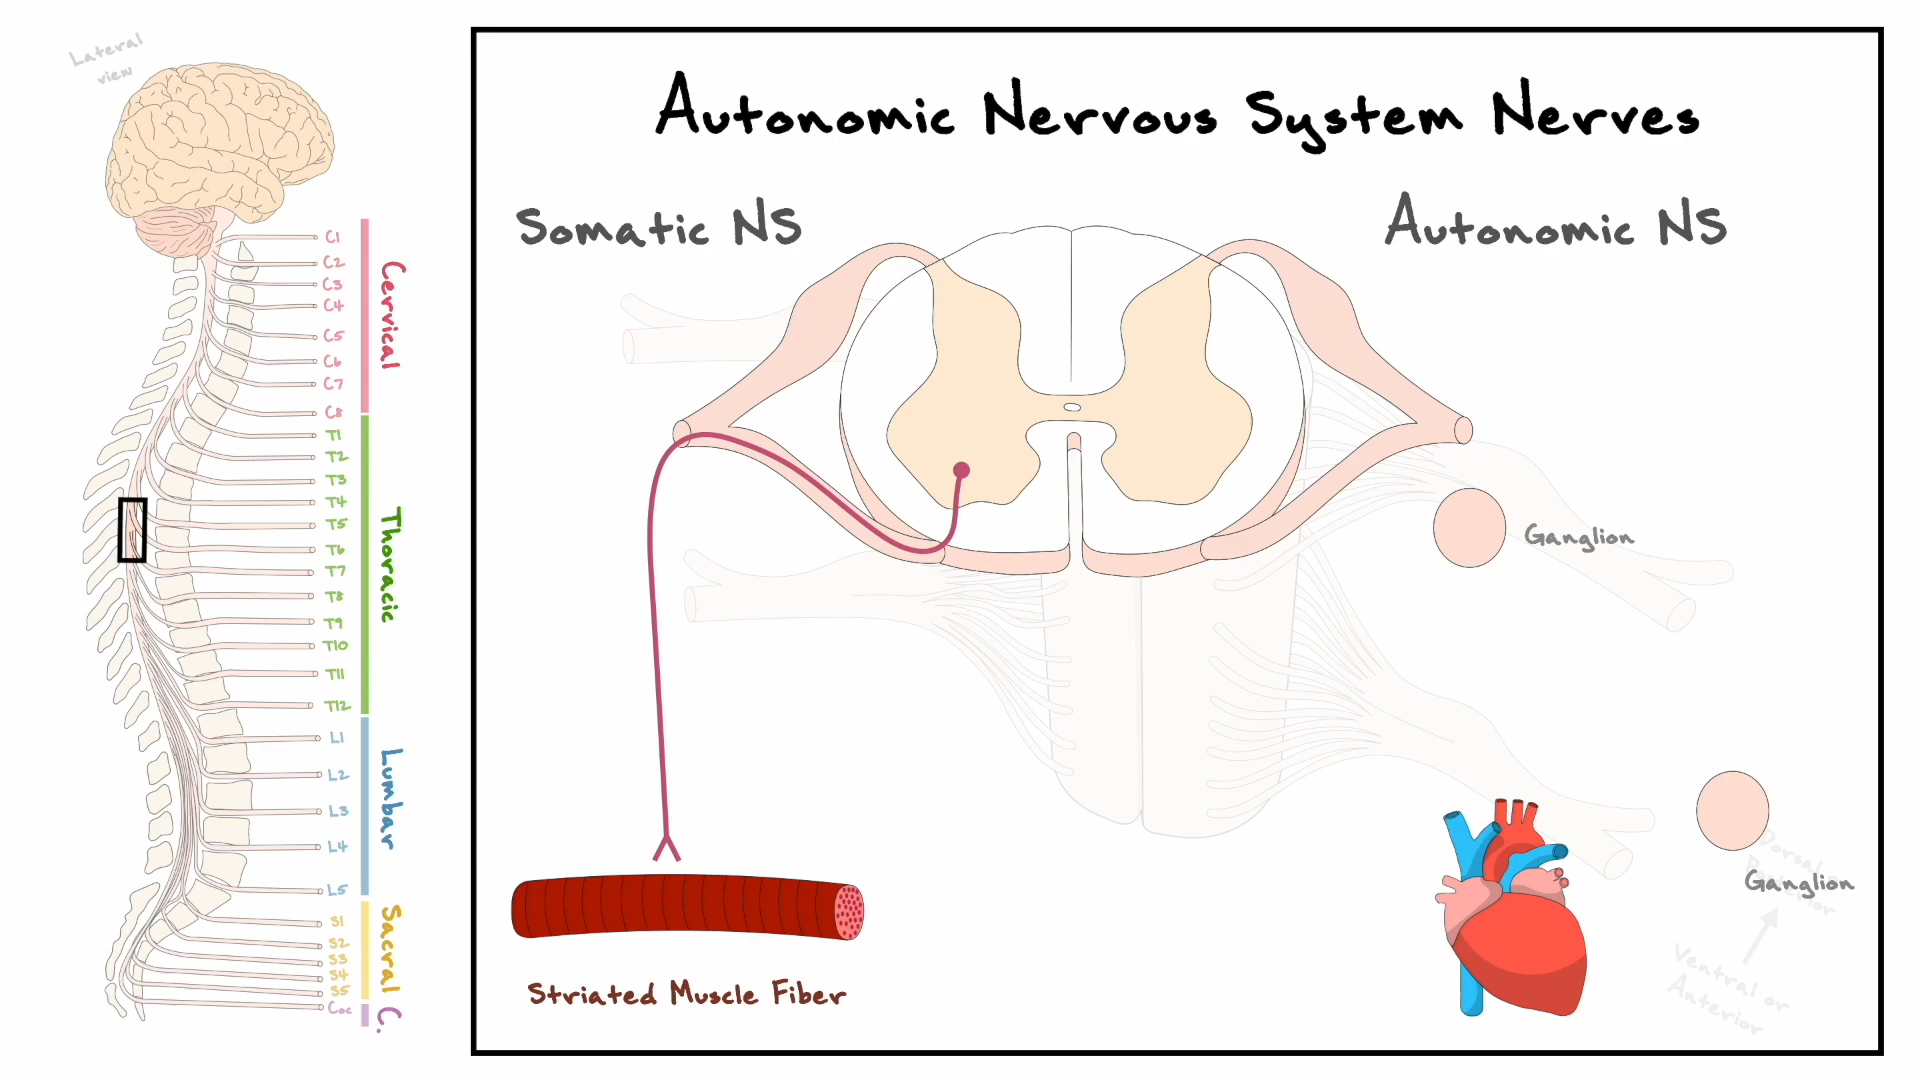 Lateral
view
Autonomic Nervous System Nerves
Somatic NS
Autonomic NS
C1
C2
C3
C4
C5
C6
C7
C8
Cervical
T1
T2
T3
T4
T5
T6
T7
T8
T9
T10
T11
T12
Thoracic
L1
L2
L3
L4
L5
Lumbar
S1
S2
S3
S4
S5
Sacral
Coc
C.
Ganglion
Ganglion
Striated Muscle Fiber
Dorsal
Ventral or
Anterior